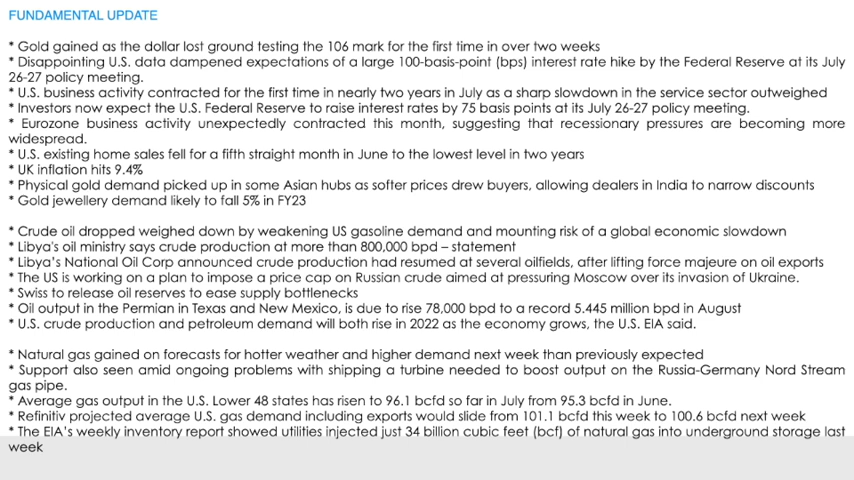 FUNDAMENTAL UPDATE
* Gold gained as the dollar lost ground testing the 106 mark for the first time in over two weeks
* Disappointing U.S. data dampened expectations of a large 100-basis-point (bps) interest rate hike by the Federal Reserve at its July
26-27 policy meeting.
* U.S. business activity contracted for the first time in nearly two years in July as a sharp slowdown in the service sector outweighed
* Investors now expect the U.S. Federal Reserve to raise interest rates by 75 basis points at its July 26-27 policy meeting.
* Eurozone business activity unexpectedly contracted this month, suggesting that recessionary pressures are becoming more
widespread.
* U.S. existing home sales fell for a fifth straight month in June to the lowest level in two years
* UK inflation hits 9.4%
* Physical gold demand picked up in some Asian hubs as softer prices drew buyers, allowing dealers in India to narrow discounts
* Gold jewellery demand likely to fall 5% in FY23
* Crude oil dropped weighed down by weakening US gasoline demand and mounting risk of a global economic slowdown
* Libya's oil ministry says crude production at more than 800,000 bpd – statement
* Libya's National Oil Corp announced crude production had resumed at several oilfields, after lifting force majeure on oil exports
* The US is working on a plan to impose a price cap on Russian crude aimed at pressuring Moscow over its invasion of Ukraine.
* Swiss to release oil reserves to ease supply bottlenecks
* Oil output in the Permian in Texas and New Mexico, is due to rise 78,000 bpd to a record 5.445 million bpd in August
* U.S. crude production and petroleum demand will both rise in 2022 as the economy grows, the U.S. EIA said.
* Natural gas gained on forecasts for hotter weather and higher demand next week than previously expected
* Support also seen amid ongoing problems with shipping a turbine needed to boost output on the Russia-Germany Nord Stream
gas pipe.
* Average gas output in the U.S. Lower 48 states has risen to 96.1 bcfd so far in July from 95.3 bcfd in June.
* Refinitiv projected average U.S. gas demand including exports would slide from 101.1 bcfd this week to 100.6 bcfd next week
* The EIA's weekly inventory report showed utilities injected just 34 billion cubic feet (bcf) of natural gas into underground storage last
week